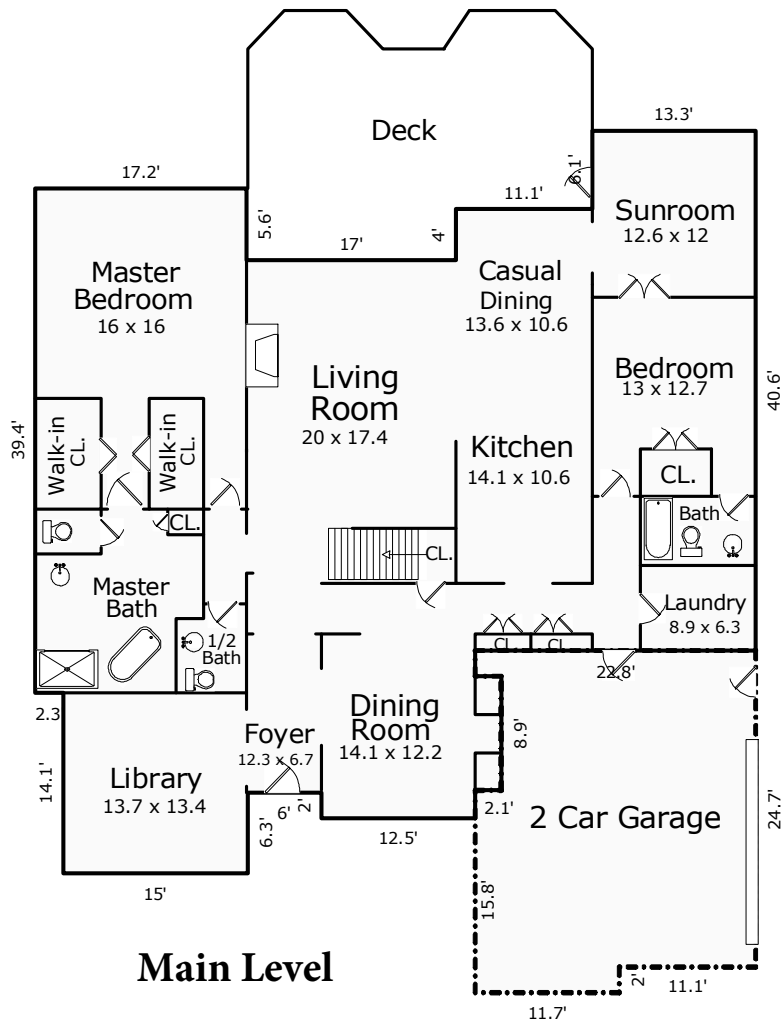 Deck
13.3'
17.2'
6.1'
11.1'
5.6'
17'
4'
Sunroom
12.6 x 12
Master
Bedroom
16 x 16
Casual
Dining
13.6 x 10.6
Living
Room
20 x 17.4
Bedroom
13 x 12.7
40.6'
39.4'
Walk-in
CL.
Walk-in
CL.
Kitchen
14.1 x 10.6
CL.
CL.
Bath
CL.
Master
Bath
Laundry
8.9 x 6.3
1/2
Bath
CL.
CL.
22.8'
2.3
Foyer
12.3 x 6.7
Dining
Room
14.1 x 12.2
8.9'
14.1'
Library
13.7 x 13.4
6'
2'
6.3'
2.1'
12.5'
2 Car Garage
24.7'
15.8'
15'
Main Level
2'
11.1'
11.7'